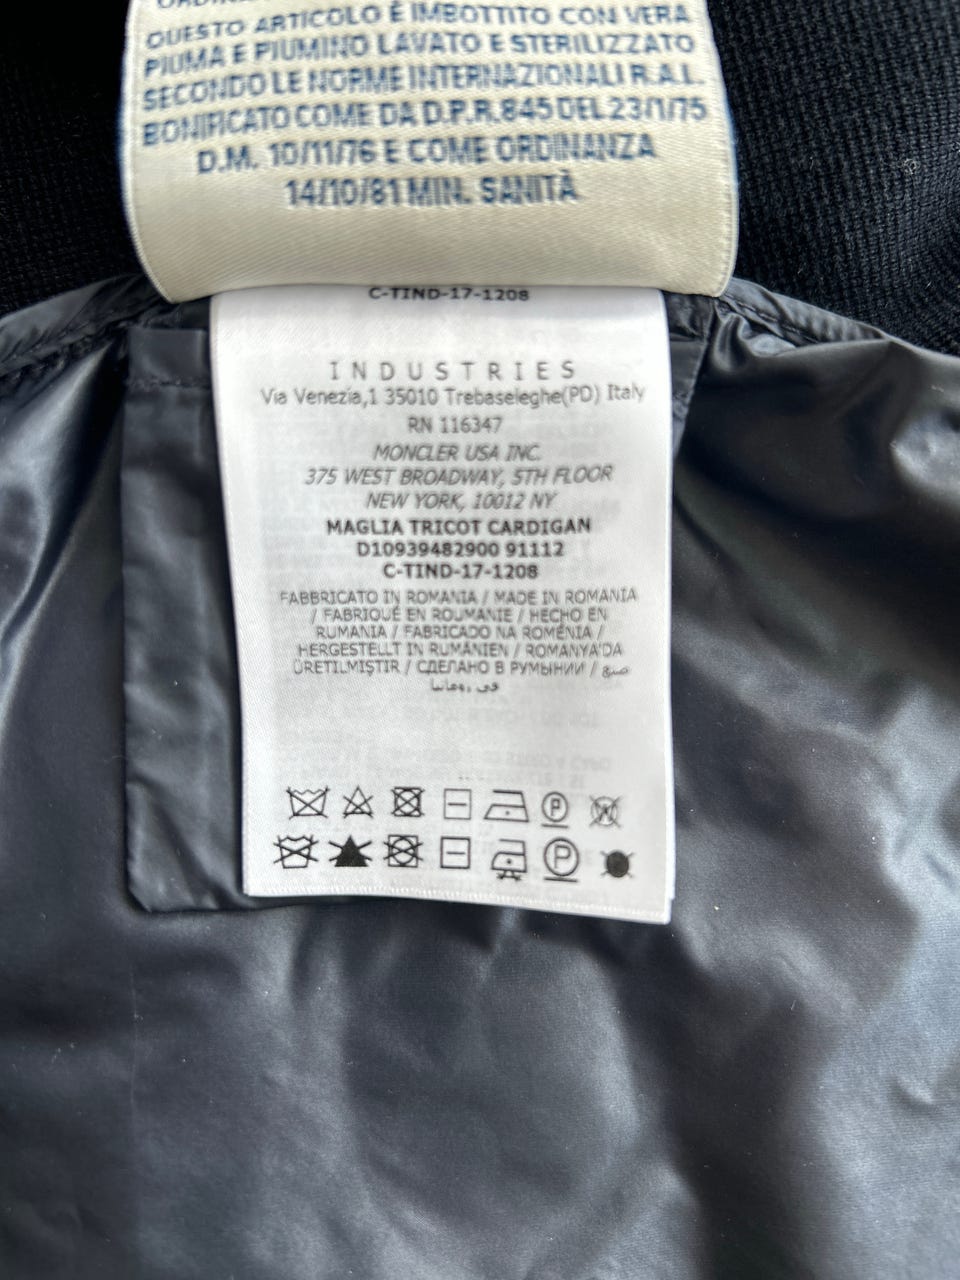 QUESTO ARTICOLO È IMBOTTITO CON VERA
PIUMA E PIUMINO LAVATO E STERILIZZATO
SECONDO LE NORME INTERNAZIONALI R.A.L.
BONIFICATO COME DA D.P.R. 845 DEL 23/1/75
D.M. 10/11/76 E COME ORDINANZA
14/10/81 MIN. SANITÀ
C-TIND-17-1208
INDUSTRIES
Via Venezia,1 35010 Trebaseleghe(PD) Italy
RN 116347
MONCLER USA INC.
375 WEST BROADWAY, 5TH FLOOR
NEW YORK, 10012 NY
MAGLIA TRICOT CARDIGAN
D10939482900 91112
C-TIND-17-1208
FABBRICATO IN ROMANIA / MADE IN ROMANIA
/ FABRIQUÉ EN ROUMANIE / HECHO EN
RUMANIA / FABRICADO NA ROMÉNIA /
HERGESTELLT IN RUMÄNIEN / ROMANYA'DA
ÜRETILMIŞTIR / СДЕЛАНО В РУМЫНИИ / صنع
في رومانيا
P W
P